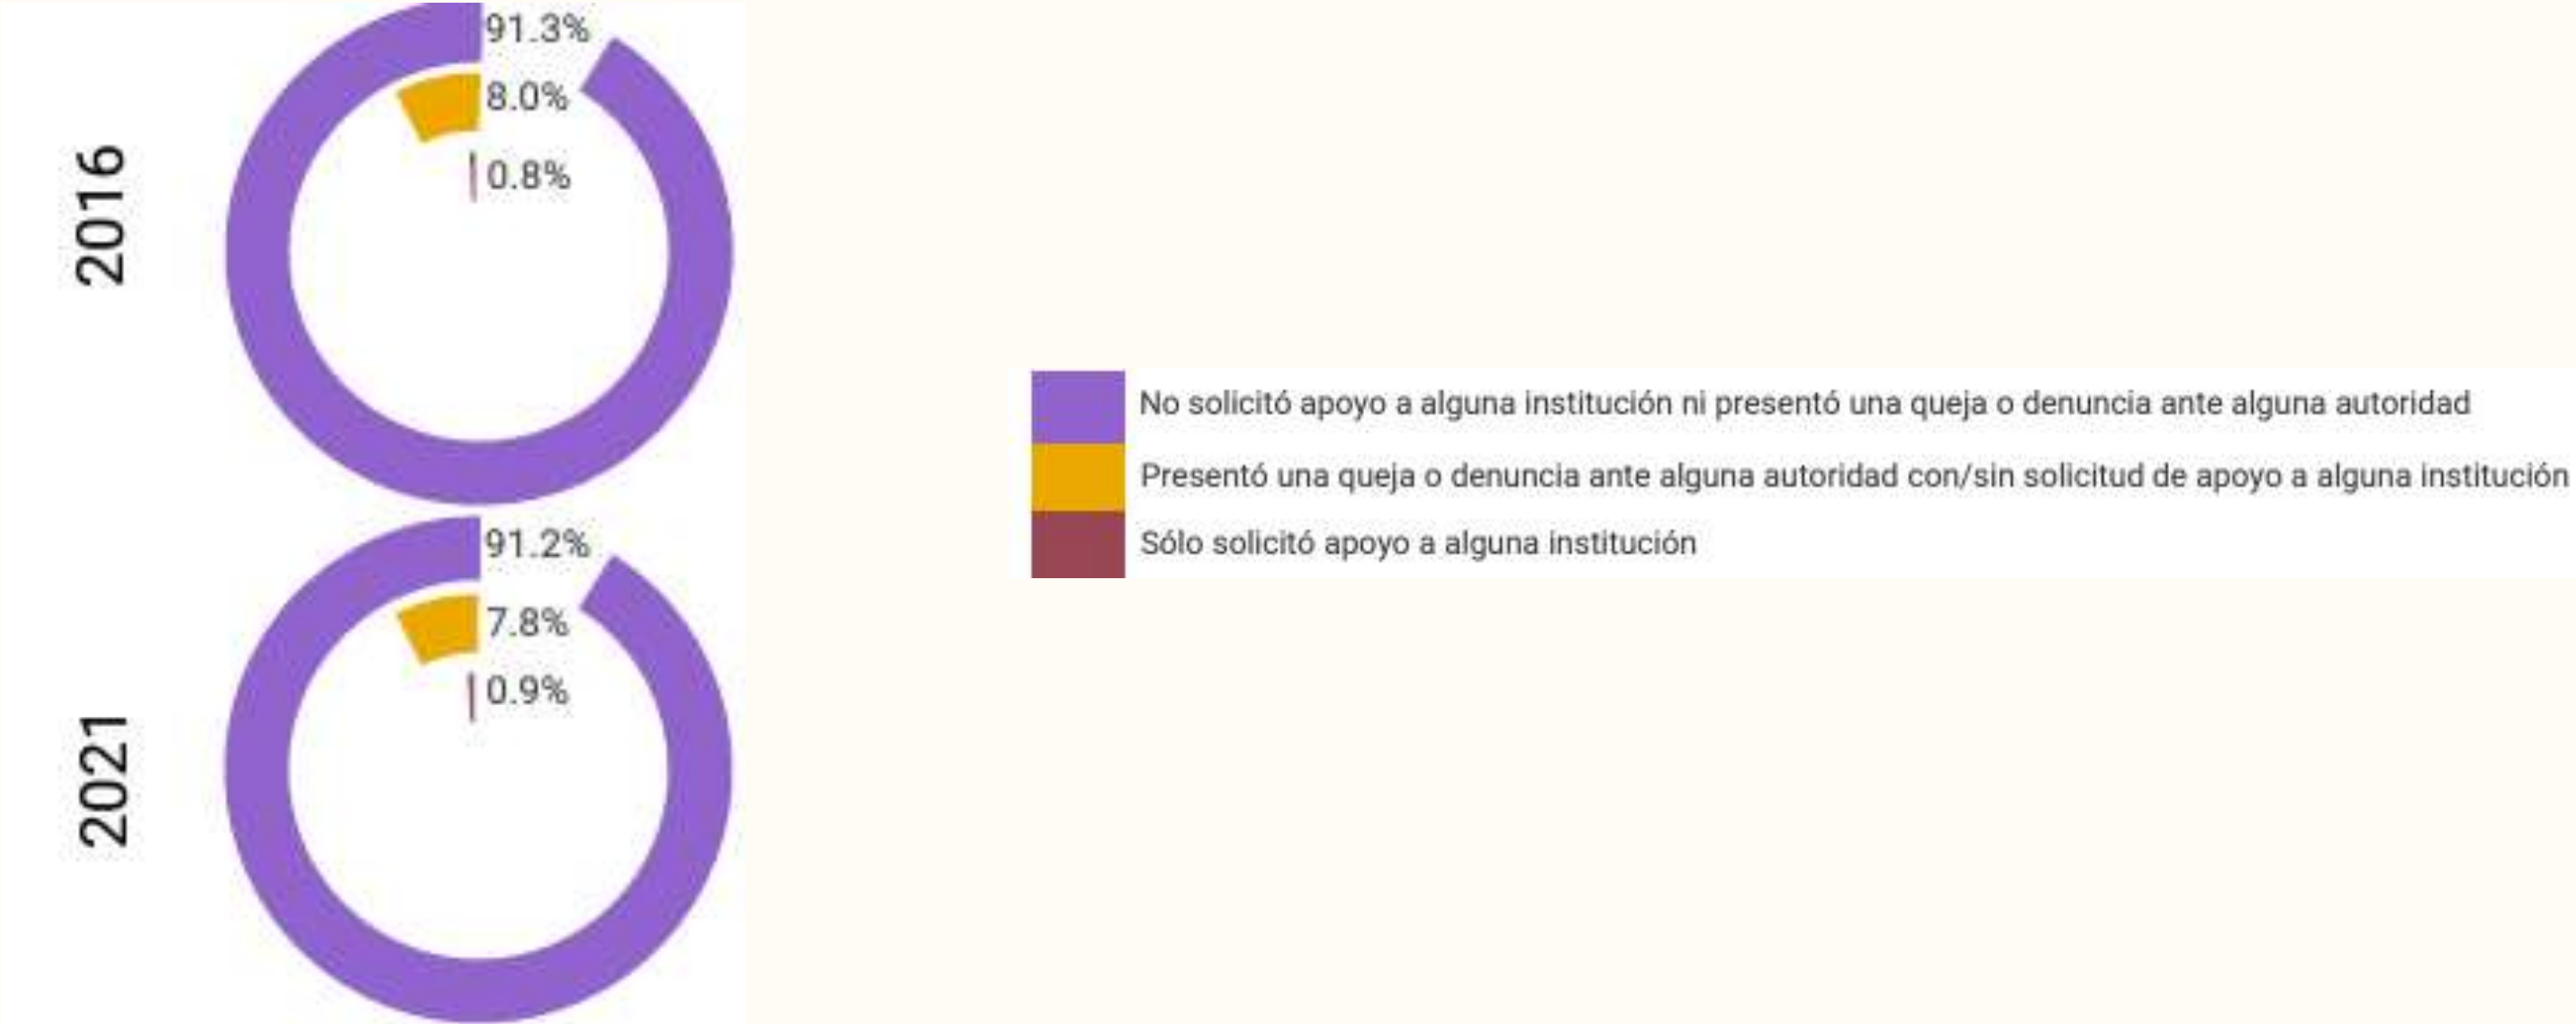 2016
91.3%
8.0%
0.8%
2021
91.2%
7.8%
0.9%
No solicitó apoyo a alguna institución ni presentó una queja o denuncia ante alguna autoridad
Presentó una queja o denuncia ante alguna autoridad con/sin solicitud de apoyo a alguna institución
Sólo solicitó apoyo a alguna institución